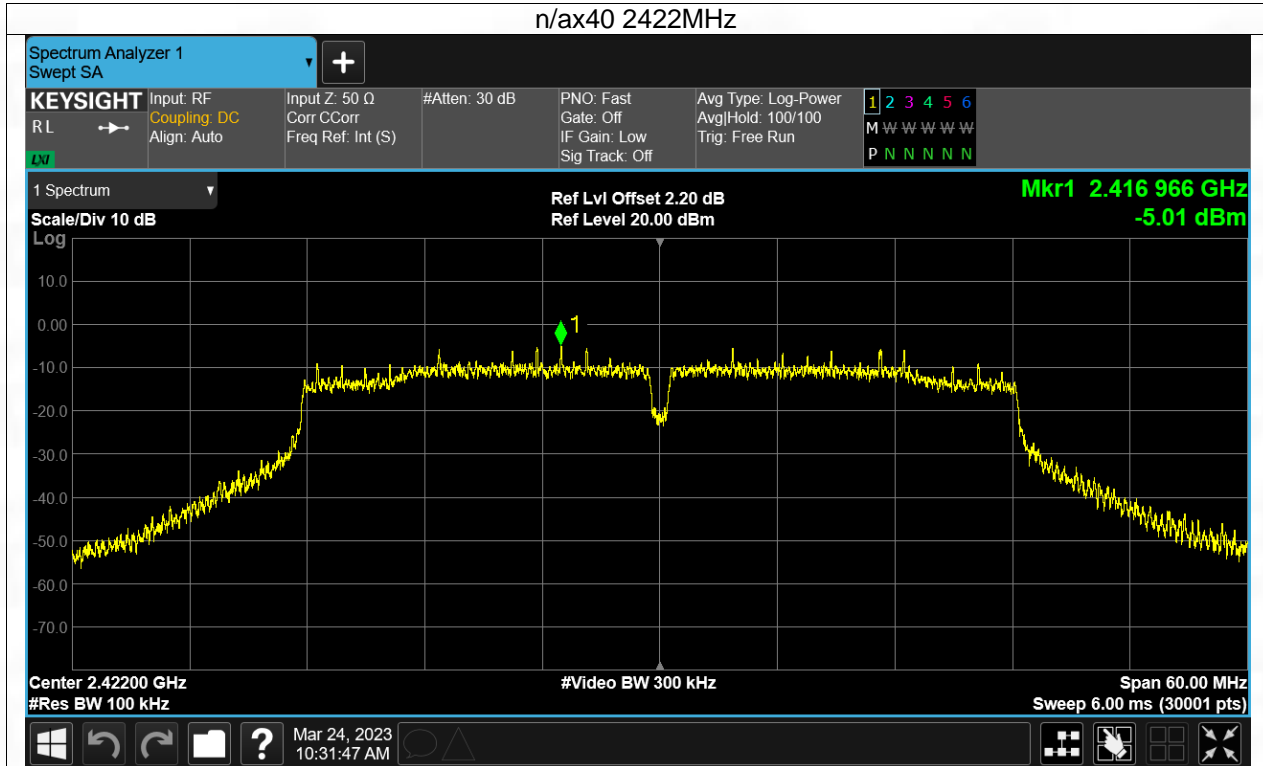 n/ax40 2422MHz
Spectrum Analyzer 1
Swept SA
KEYSIGHT
RL
LXI
Input: RF
Coupling: DC
Align: Auto
Input Z: 50 Ω
Corr CCorr
Freq Ref: Int (S)
#Atten: 30 dB
PNO: Fast
Gate: Off
IF Gain: Low
Sig Track: Off
Avg Type: Log-Power
Avg|Hold: 100/100
Trig: Free Run
1 2 3 4 5 6
M W W W W W
P N N N N N
1 Spectrum
Scale/Div 10 dB
Log
Ref Lvl Offset 2.20 dB
Ref Level 20.00 dBm
Mkr1 2.416 966 GHz
-5.01 dBm
10.0
0.00
1
-10.0
-20.0
-30.0
-40.0
-50.0
-60.0
-70.0
Center 2.42200 GHz
#Res BW 100 kHz
#Video BW 300 kHz
Span 60.00 MHz
Sweep 6.00 ms (30001 pts)
?
Mar 24, 2023
10:31:47 AM